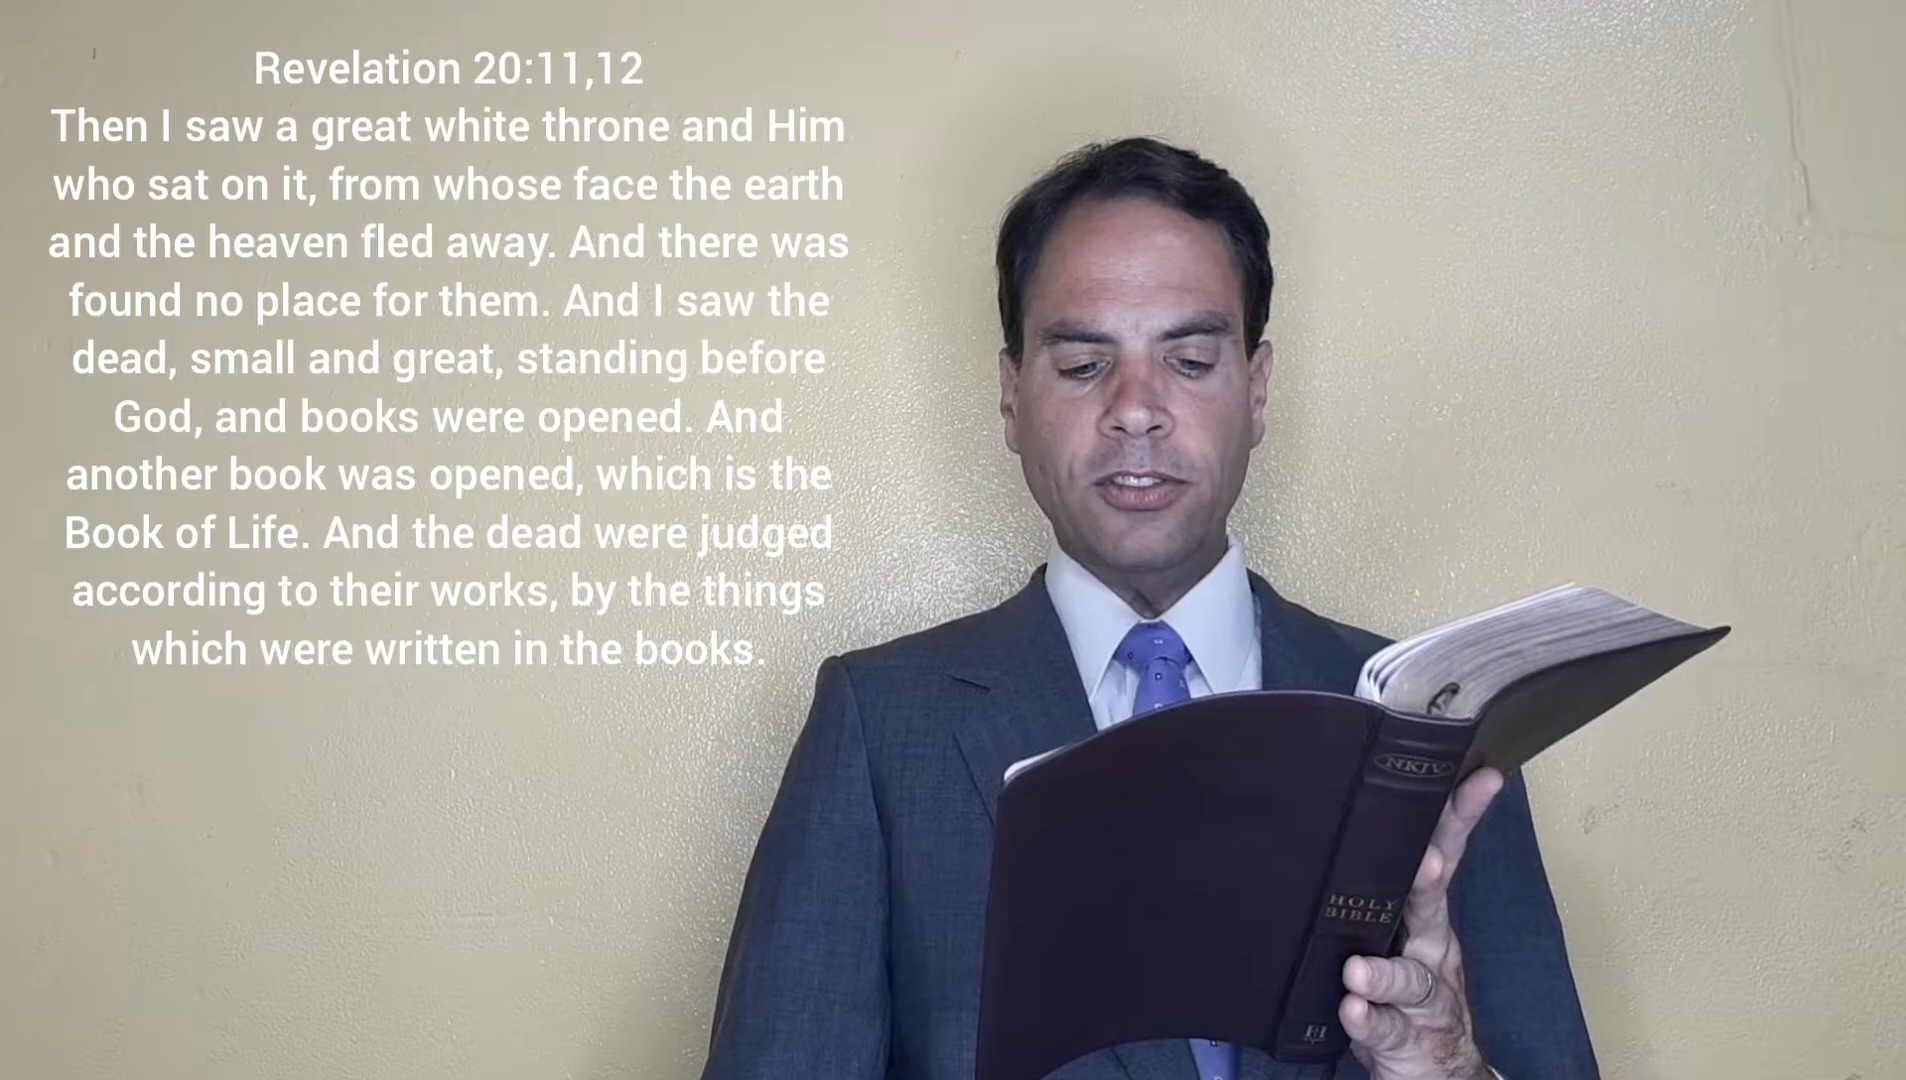 Revelation 20:11,12
Then I saw a great white throne and Him
who sat on it, from whose face the earth
and the heaven fled away. And there was
found no place for them. And I saw the
dead, small and great, standing before
God, and books were opened. And
another book was opened, which is the
Book of Life. And the dead were judged
according to their works, by the things
which were written in the books.
NKJV
HOLY
BIBLE